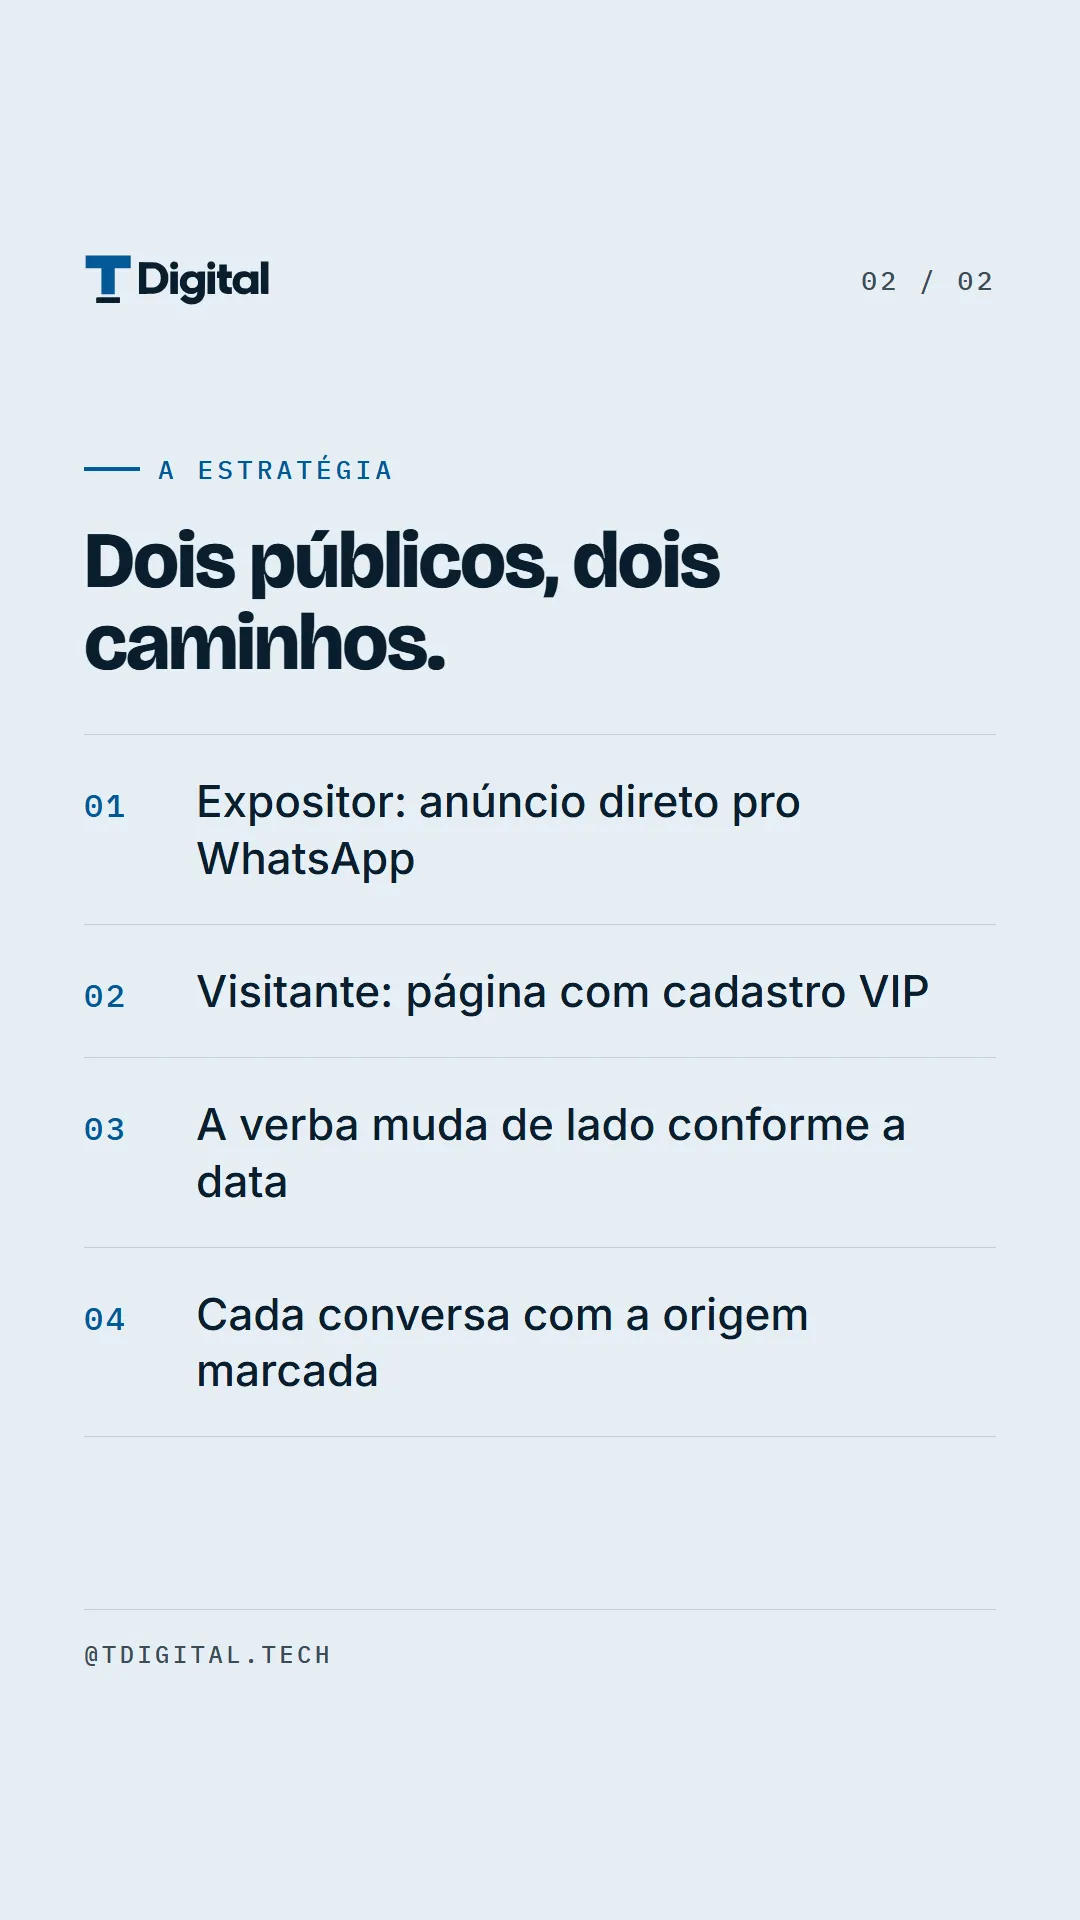 T Digital
02 / 02
A ESTRATÉGIA
Dois públicos, dois
caminhos.
01 Expositor: anúncio direto pro
WhatsApp
02 Visitante: página com cadastro VIP
03 A verba muda de lado conforme a
data
04 Cada conversa com a origem
marcada
@TDIGITAL.TECH